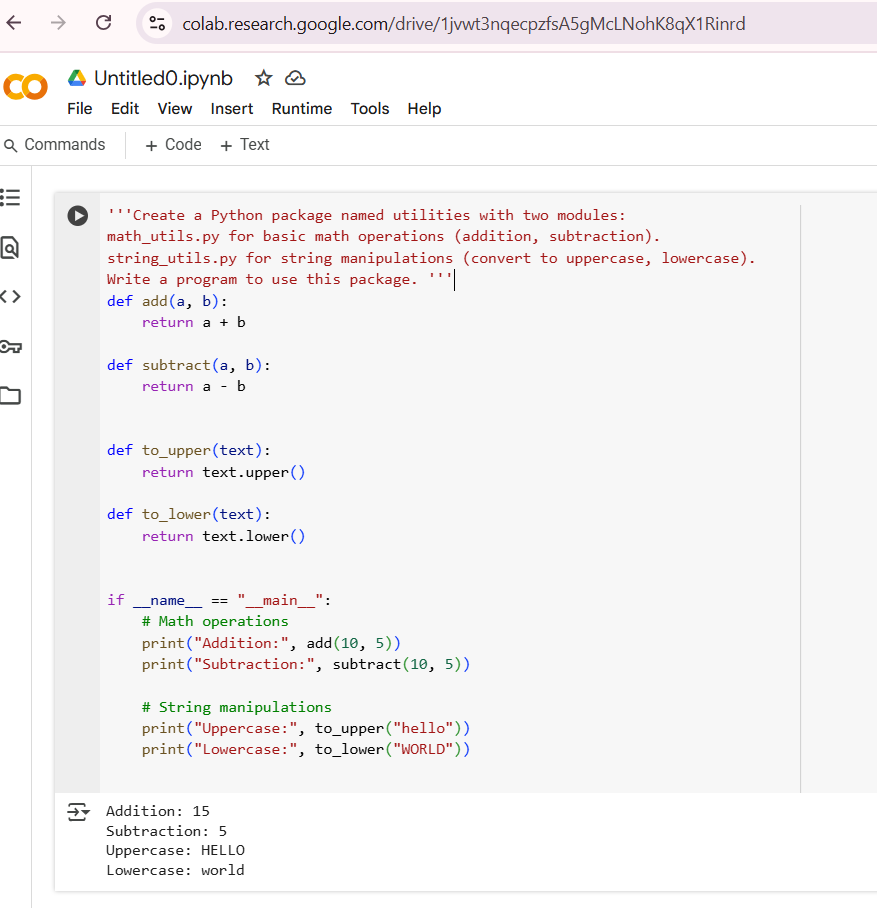 colab.research.google.com/drive/1jvwt3nqecpzfsA5gMcLNohK8qX1Rinrd
Untitled0.ipynb
File Edit View Insert Runtime Tools Help
Commands + Code + Text
'''Create a Python package named utilities with two modules:
math_utils.py for basic math operations (addition, subtraction).
string_utils.py for string manipulations (convert to uppercase, lowercase).
Write a program to use this package. '''
def add(a, b):
    return a + b
def subtract(a, b):
    return a - b
def to_upper(text):
    return text.upper()
def to_lower(text):
    return text.lower()
if __name__ == "__main__":
    # Math operations
    print("Addition:", add(10, 5))
    print("Subtraction:", subtract(10, 5))
    # String manipulations
    print("Uppercase:", to_upper("hello"))
    print("Lowercase:", to_lower("WORLD"))
Addition: 15
Subtraction: 5
Uppercase: HELLO
Lowercase: world